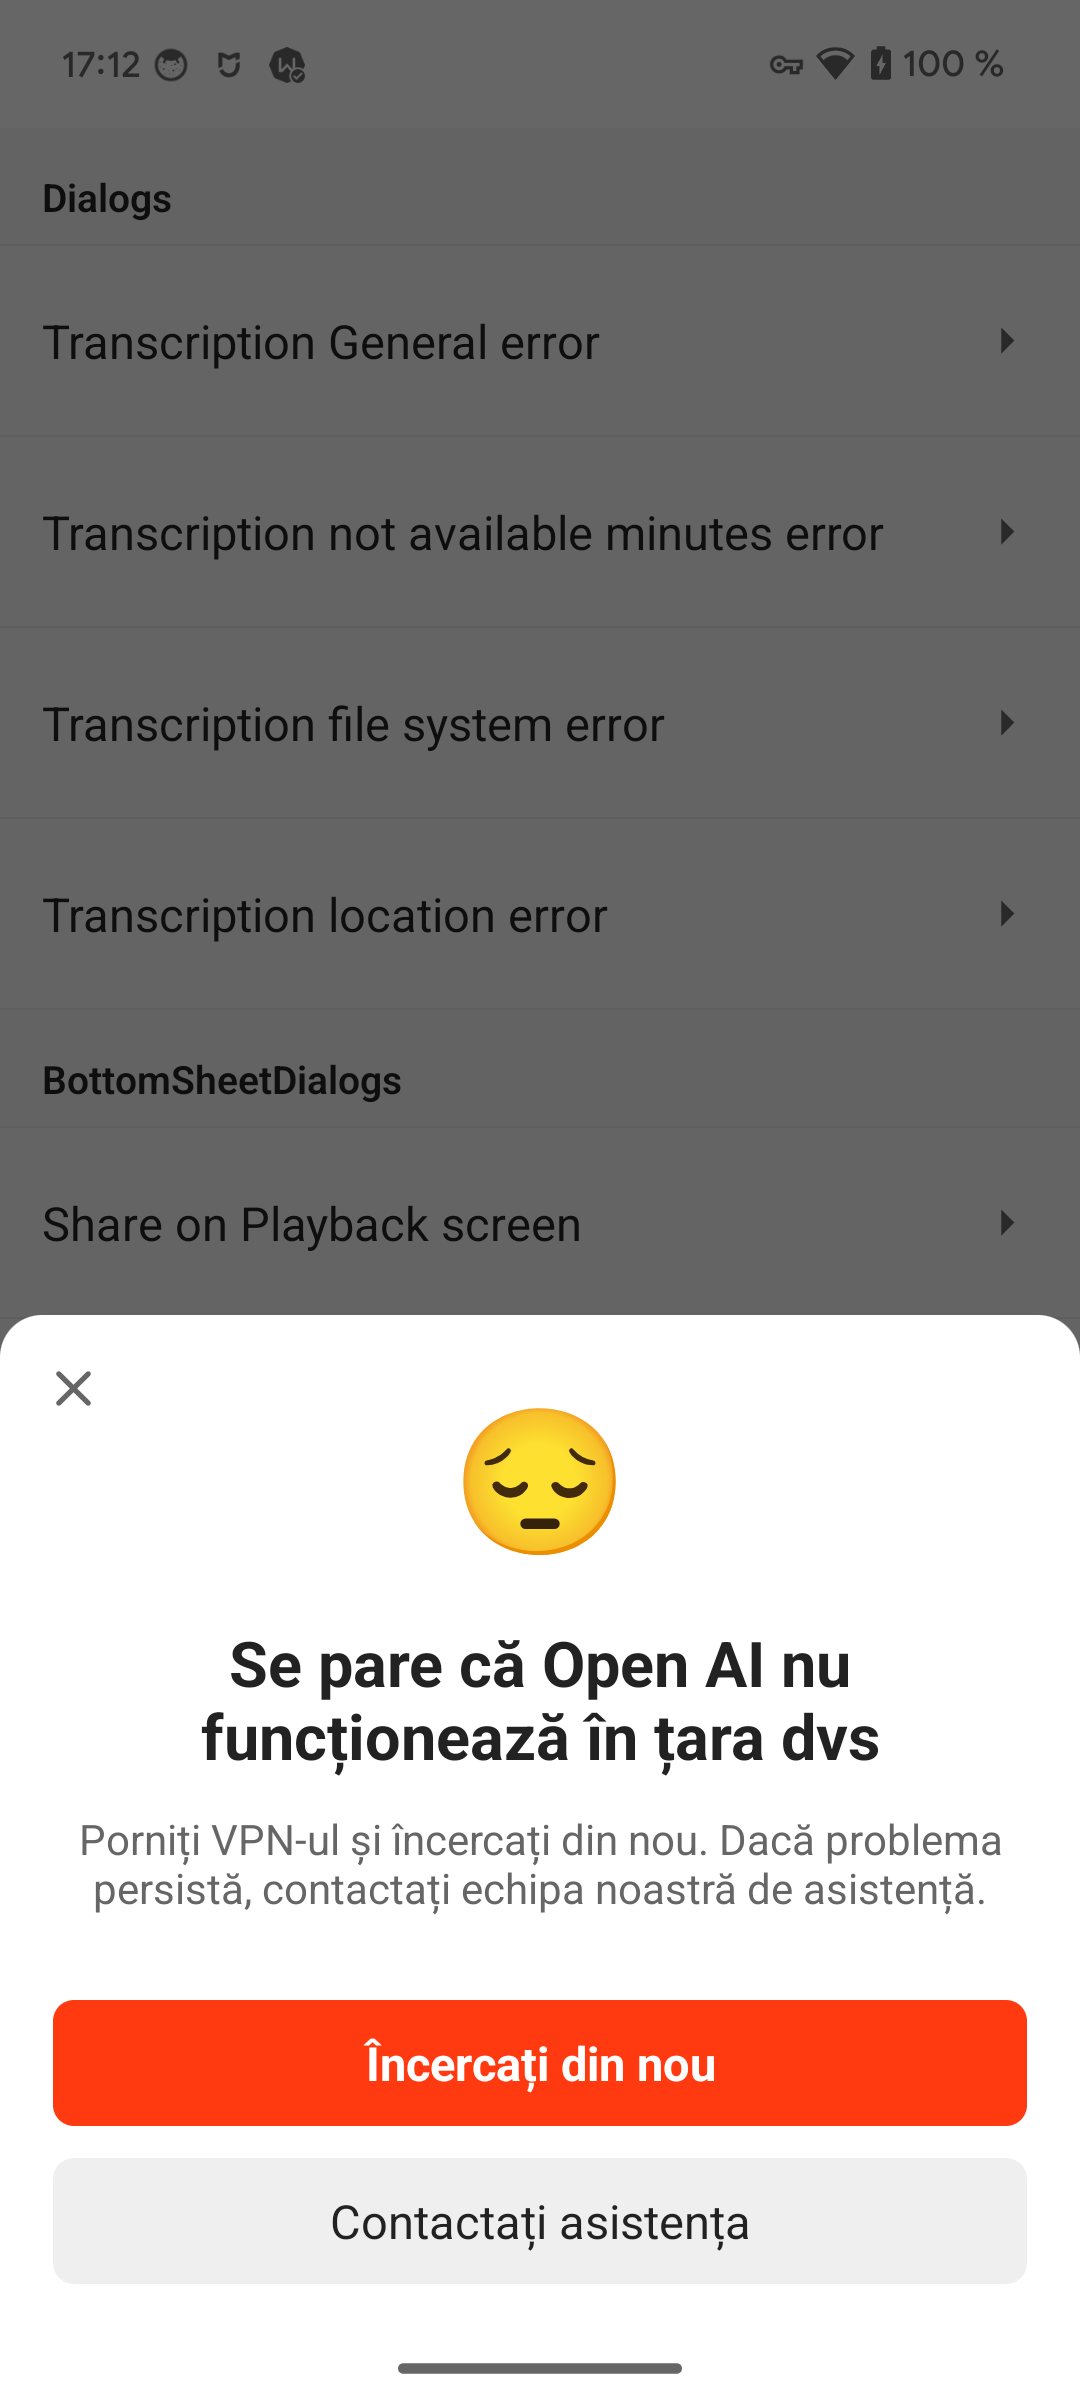 17:12
100 %
Dialogs
Transcription General error
Transcription not available minutes error
Transcription file system error
Transcription location error
BottomSheetDialogs
Share on Playback screen
Se pare că Open AI nu
funcționează în țara dvs
Porniți VPN-ul și încercați din nou. Dacă problema
persistă, contactați echipa noastră de asistență.
Încercați din nou
Contactați asistența